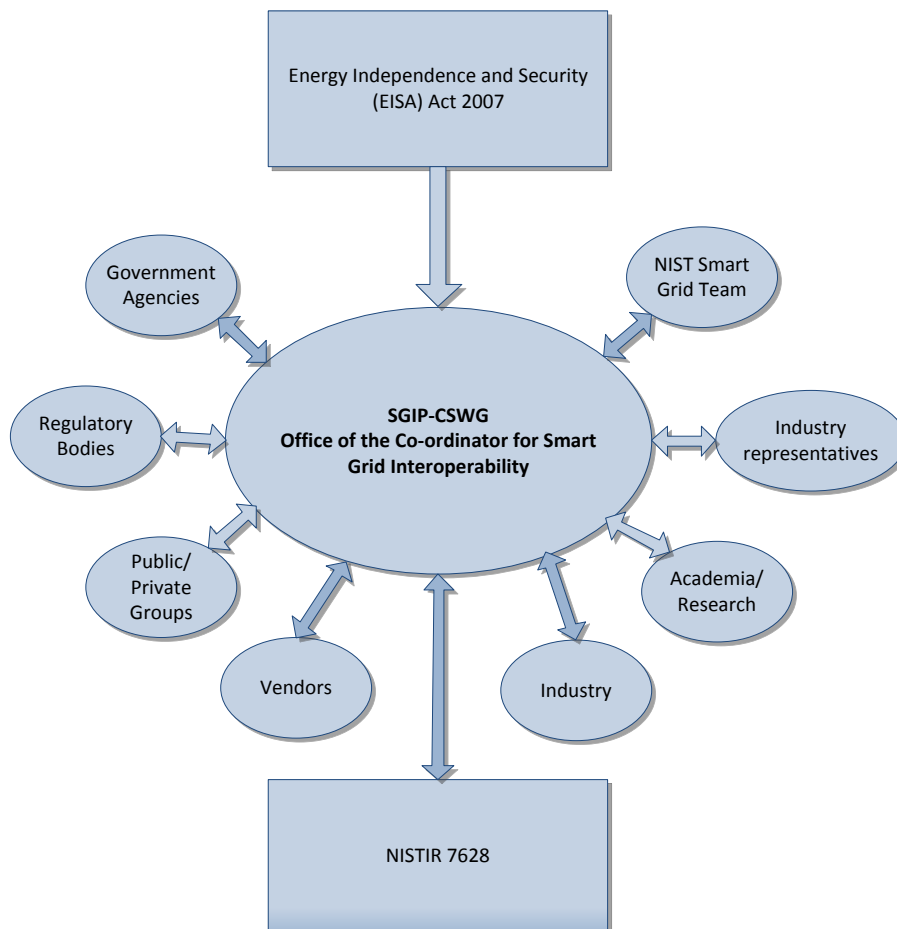 Energy Independence and Security
(EISA) Act 2007
Government
Agencies
NIST Smart
Grid Team
SGIP-CSWG
Office of the Co-ordinator for Smart
Grid Interoperability
Regulatory
Bodies
Industry
representatives
Public/
Private
Groups
Academia/
Research
Vendors
Industry
NISTIR 7628